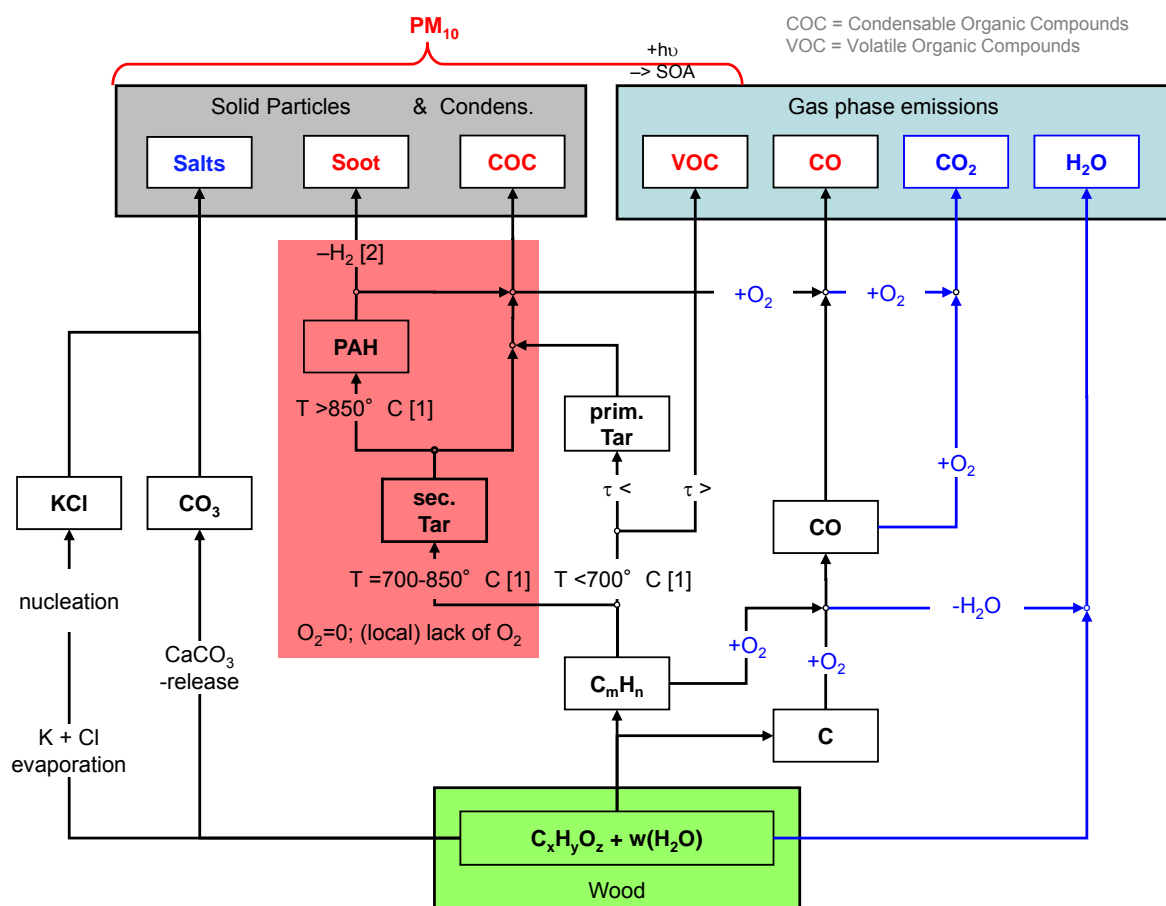 PM₁₀
COC = Condensable Organic Compounds
VOC = Volatile Organic Compounds
+hυ
–> SOA
Solid Particles & Condens.
Gas phase emissions
Salts
Soot
COC
VOC
CO
CO₂
H₂O
–H₂ [2]
+O₂
+O₂
PAH
T >850° C [1]
prim.
Tar
+O₂
τ <
τ >
KCl
CO₃
sec.
Tar
CO
T =700-850° C [1]
T <700° C [1]
nucleation
-H₂O
O₂=0; (local) lack of O₂
+O₂
+O₂
CaCO₃
-release
CₘHₙ
C
K + Cl
evaporation
CₓHyOz + w(H₂O)
Wood